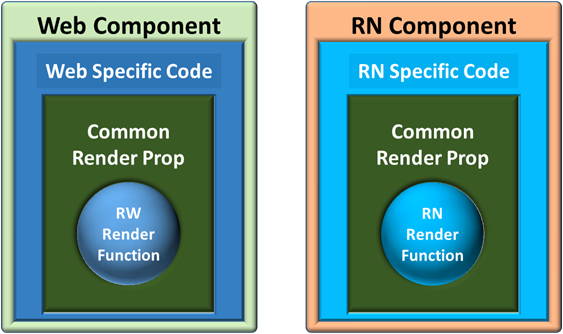 Web Component
Web Specific Code
Common
Render Prop
RW
Render
Function
RN Component
RN Specific Code
Common
Render Prop
RN
Render
Function